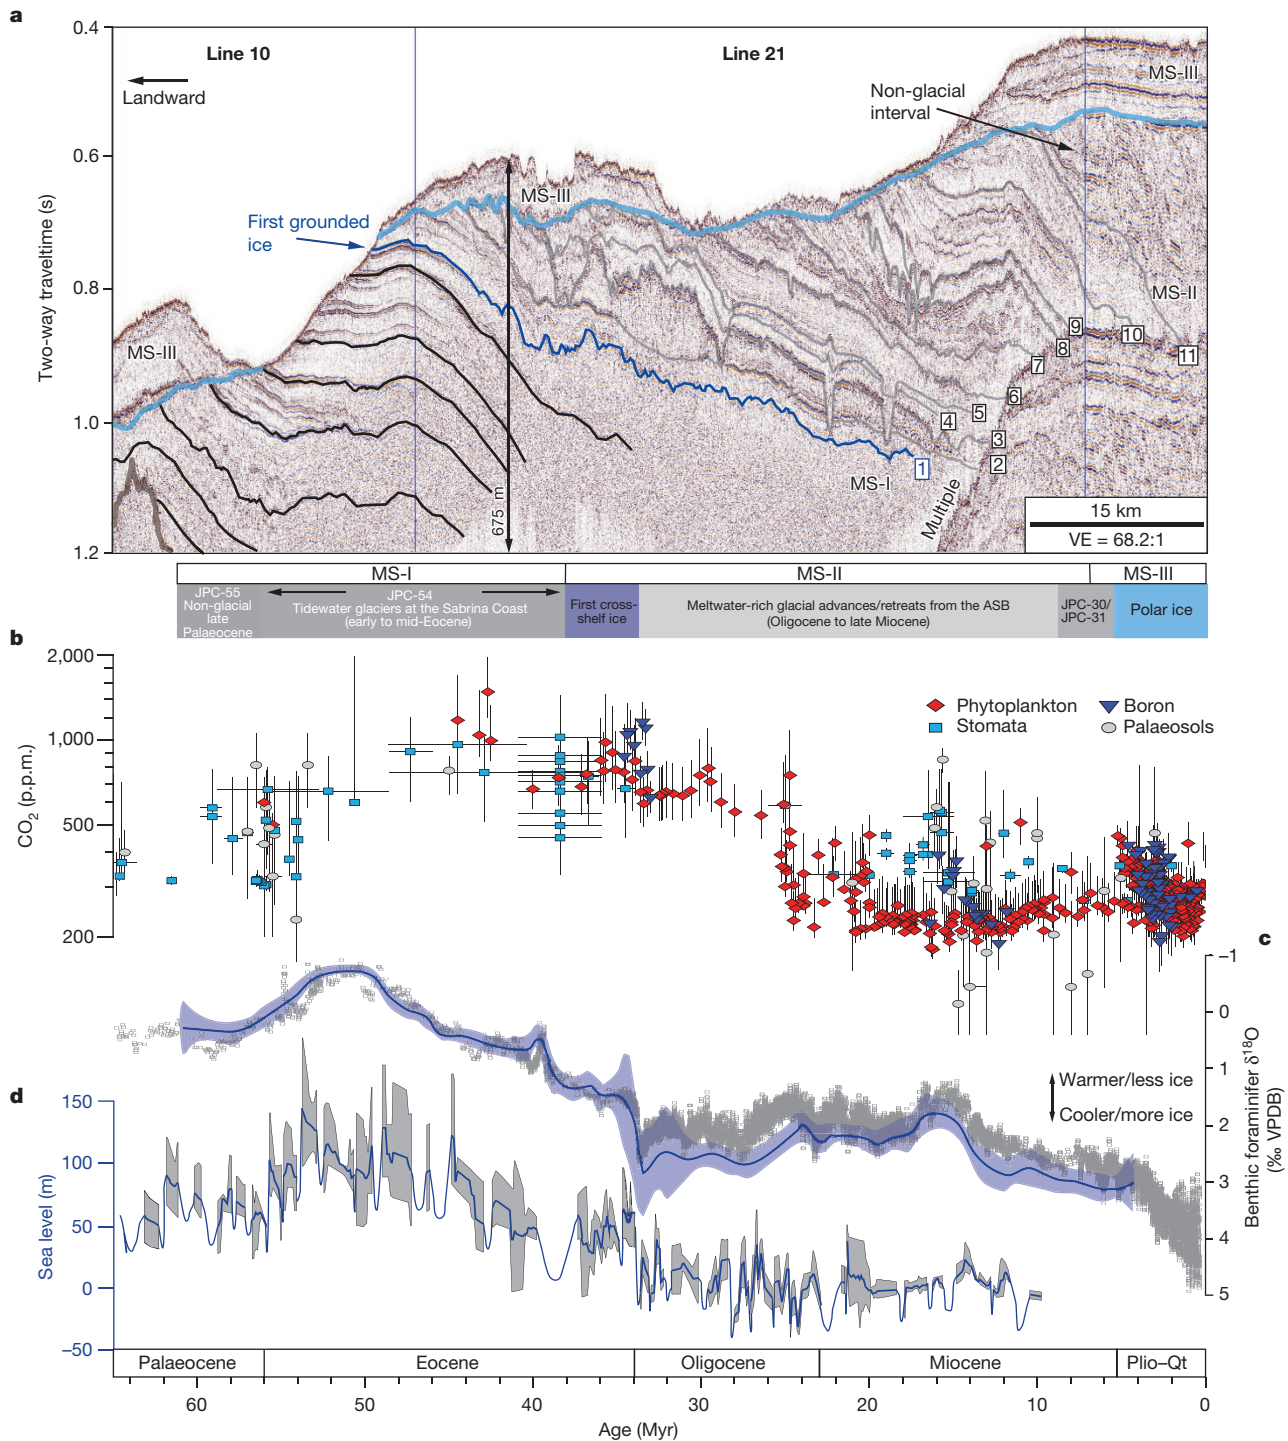 a
0.4
0.6
0.8
1.0
1.2
Two-way traveltime (s)
Line 10
Line 21
Landward
Non-glacial
interval
MS-III
MS-III
First grounded
ice
MS-III
MS-II
MS-I
Multiple
675 m
1
2
3
4
5
6
7
8
9
10
11
15 km
VE = 68.2:1
MS-I
MS-II
MS-III
JPC-55
Non-glacial
late
Palaeocene
JPC-54
Tidewater glaciers at the Sabrina Coast
(early to mid-Eocene)
First cross-
shelf ice
Meltwater-rich glacial advances/retreats from the ASB
(Oligocene to late Miocene)
JPC-30/
JPC-31
Polar ice
b
2,000
1,000
500
200
CO2 (p.p.m.)
Phytoplankton
Boron
Stomata
Palaeosols
c
–1
0
1
2
3
4
5
Benthic foraminifer δ18O
(‰ VPDB)
Warmer/less ice
Cooler/more ice
d
150
100
50
0
–50
Sea level (m)
Palaeocene
Eocene
Oligocene
Miocene
Plio–Qt
60
50
40
30
20
10
0
Age (Myr)